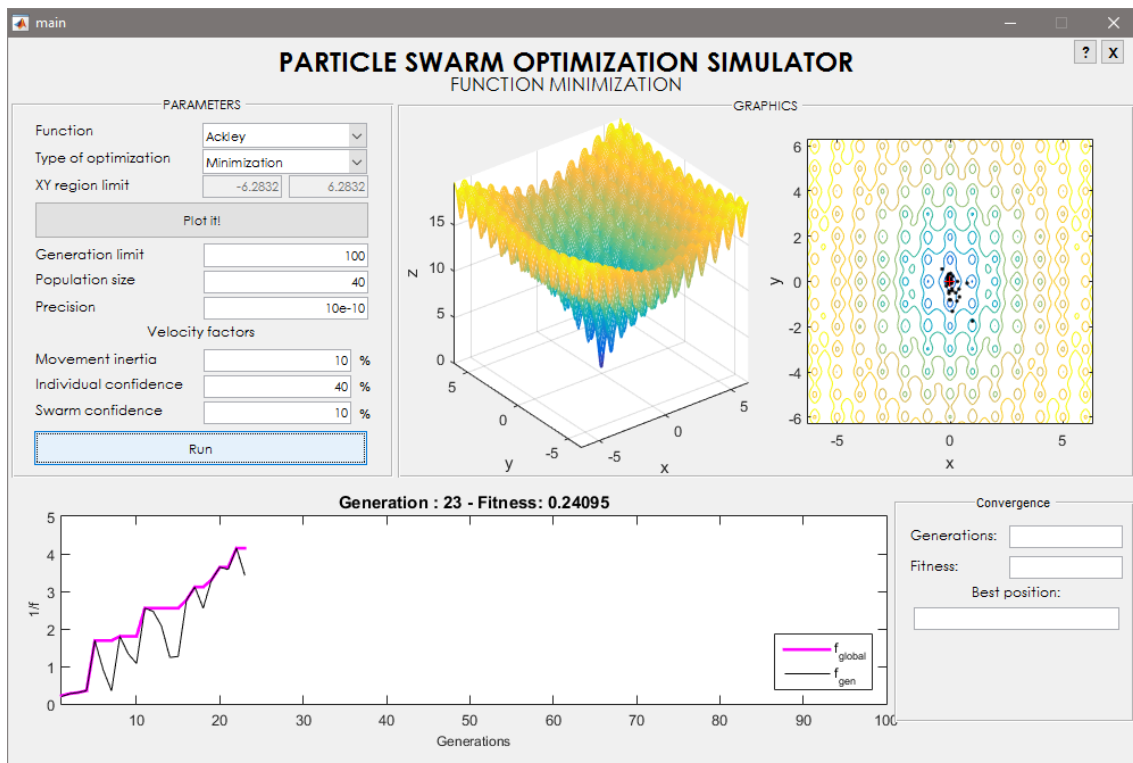 main
PARTICLE SWARM OPTIMIZATION SIMULATOR
FUNCTION MINIMIZATION
? X
PARAMETERS
Function Ackley
Type of optimization Minimization
XY region limit -6.2832 6.2832
Plot it!
Generation limit 100
Population size 40
Precision 10e-10
Velocity factors
Movement inertia 10 %
Individual confidence 40 %
Swarm confidence 10 %
Run
GRAPHICS
15
10
5
0
z
5
0
-5
y
-5
0
5
x
6
4
2
0
-2
-4
-6
y
-5 0 5
x
Generation : 23 - Fitness: 0.24095
5
4
3
2
1
0
1/f
10 20 30 40 50 60 70 80 90 100
Generations
f global
f gen
Convergence
Generations:
Fitness:
Best position: